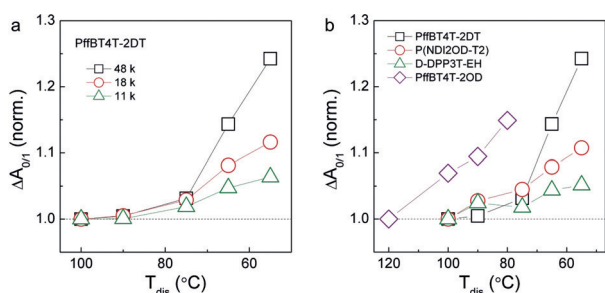 a
PffBT4T-2DT
48 k
18 k
11 k
ΔA0/1 (norm.)
1.3
1.2
1.1
1.0
100
80
60
Tdis (°C)
b
PffBT4T-2DT
P(NDI2OD-T2)
D-DPP3T-EH
PffBT4T-2OD
ΔA0/1 (norm.)
1.3
1.2
1.1
1.0
120
100
80
60
Tdis (°C)